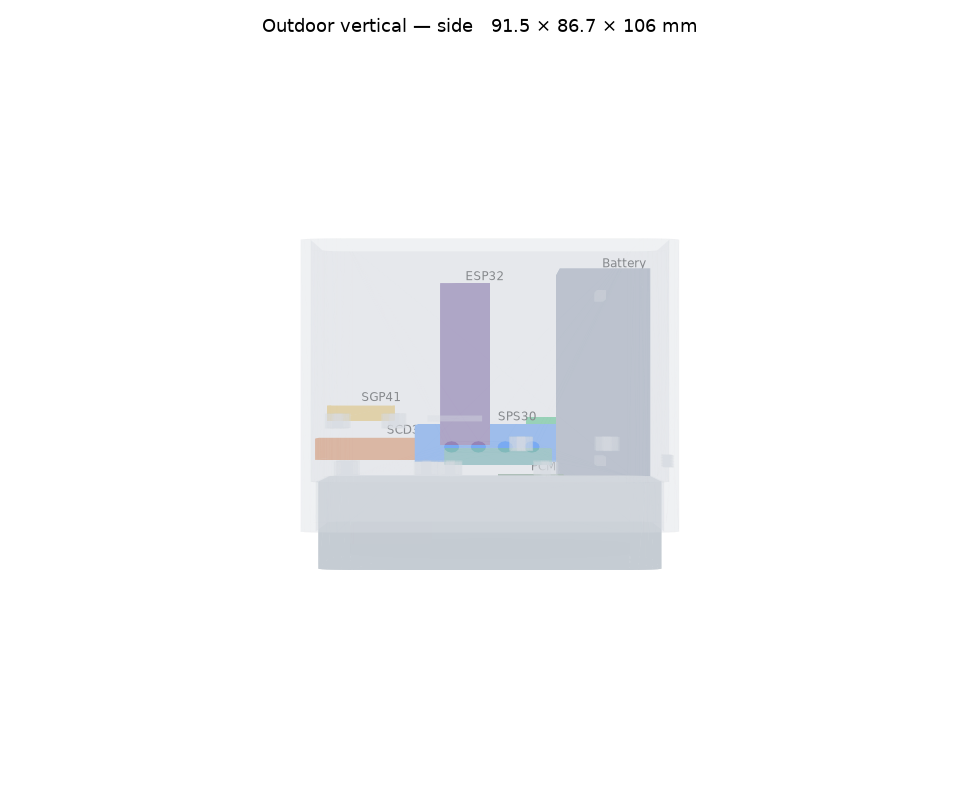 Outdoor vertical — side   91.5 × 86.7 × 106 mm
Battery
ESP32
SGP41
SPS30